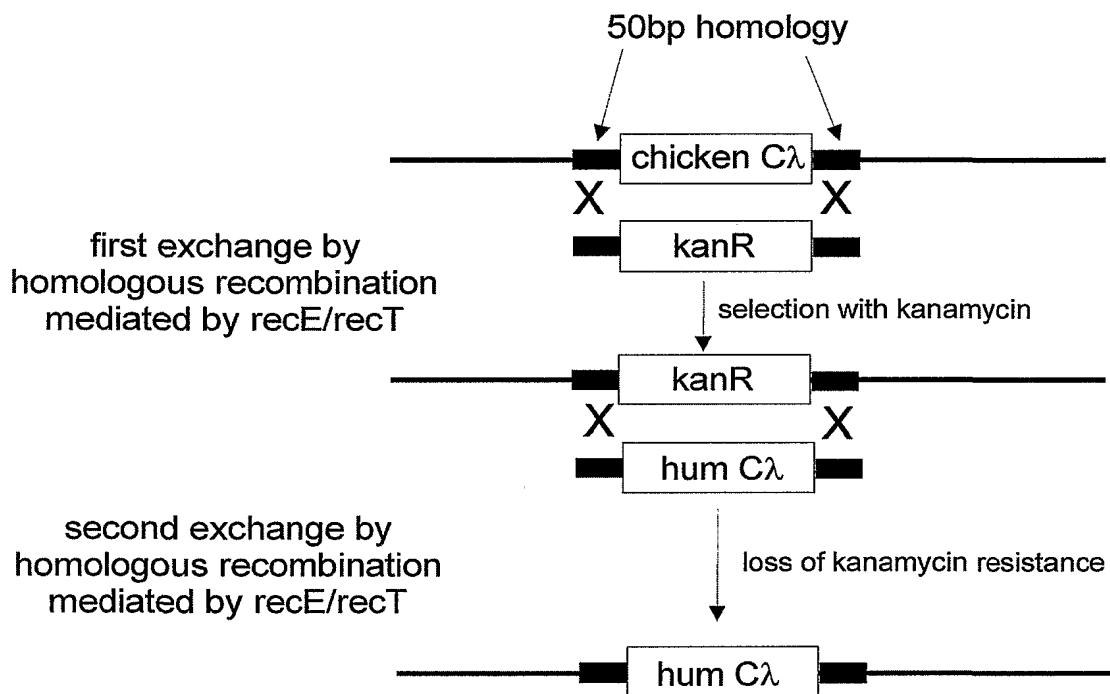 50bp homology
chicken Cλ
X X
first exchange by
homologous recombination
mediated by recE/recT
kanR
selection with kanamycin
kanR
X X
hum Cλ
second exchange by
homologous recombination
mediated by recE/recT
loss of kanamycin resistance
hum Cλ